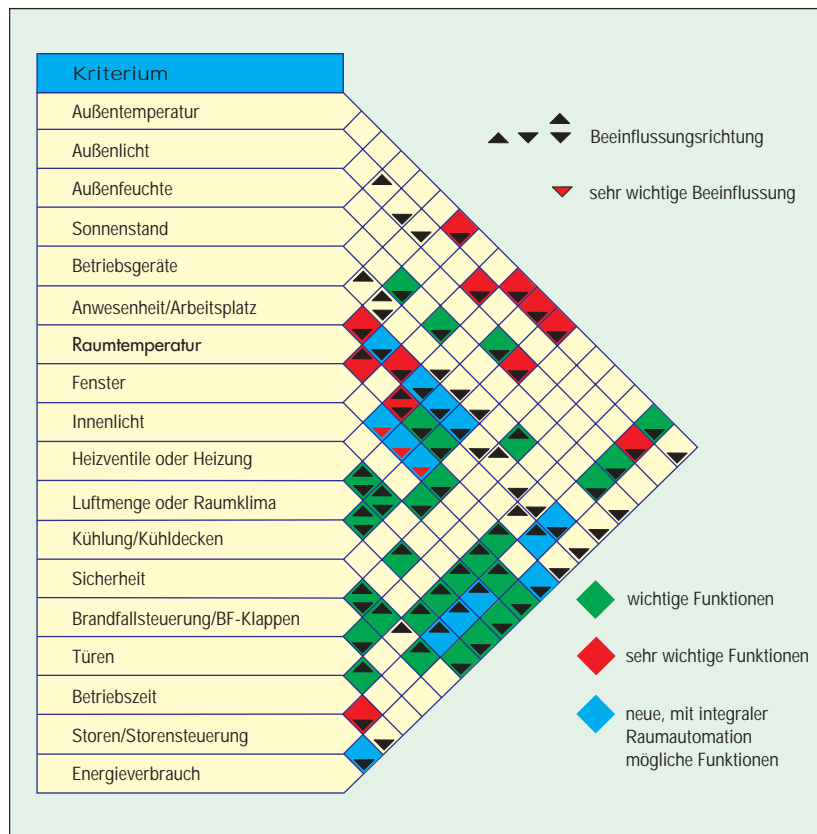 Kriterium
Außentemperatur
Außenlicht
Außenfeuchte
Sonnenstand
Betriebsgeräte
Anwesenheit/Arbeitsplatz
Raumtemperatur
Fenster
Innenlicht
Heizventile oder Heizung
Luftmenge oder Raumklima
Kühlung/Kühldecken
Sicherheit
Brandfallsteuerung/BF-Klappen
Türen
Betriebszeit
Storen/Storensteuerung
Energieverbrauch
Beeinflussungsrichtung
sehr wichtige Beeinflussung
wichtige Funktionen
sehr wichtige Funktionen
neue, mit integraler
Raumautomation
mögliche Funktionen